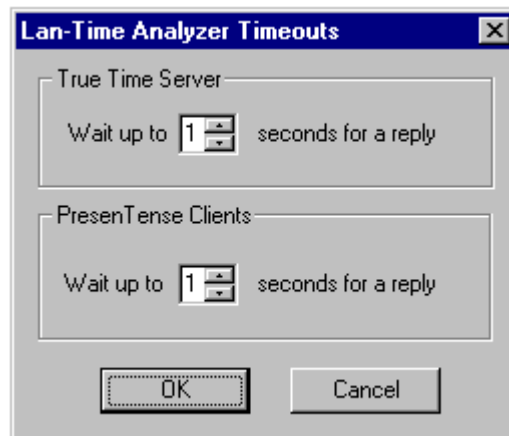 Lan-Time Analyzer Timeouts
True Time Server
Wait up to 1 seconds for a reply
PresenTense Clients
Wait up to 1 seconds for a reply
OK Cancel